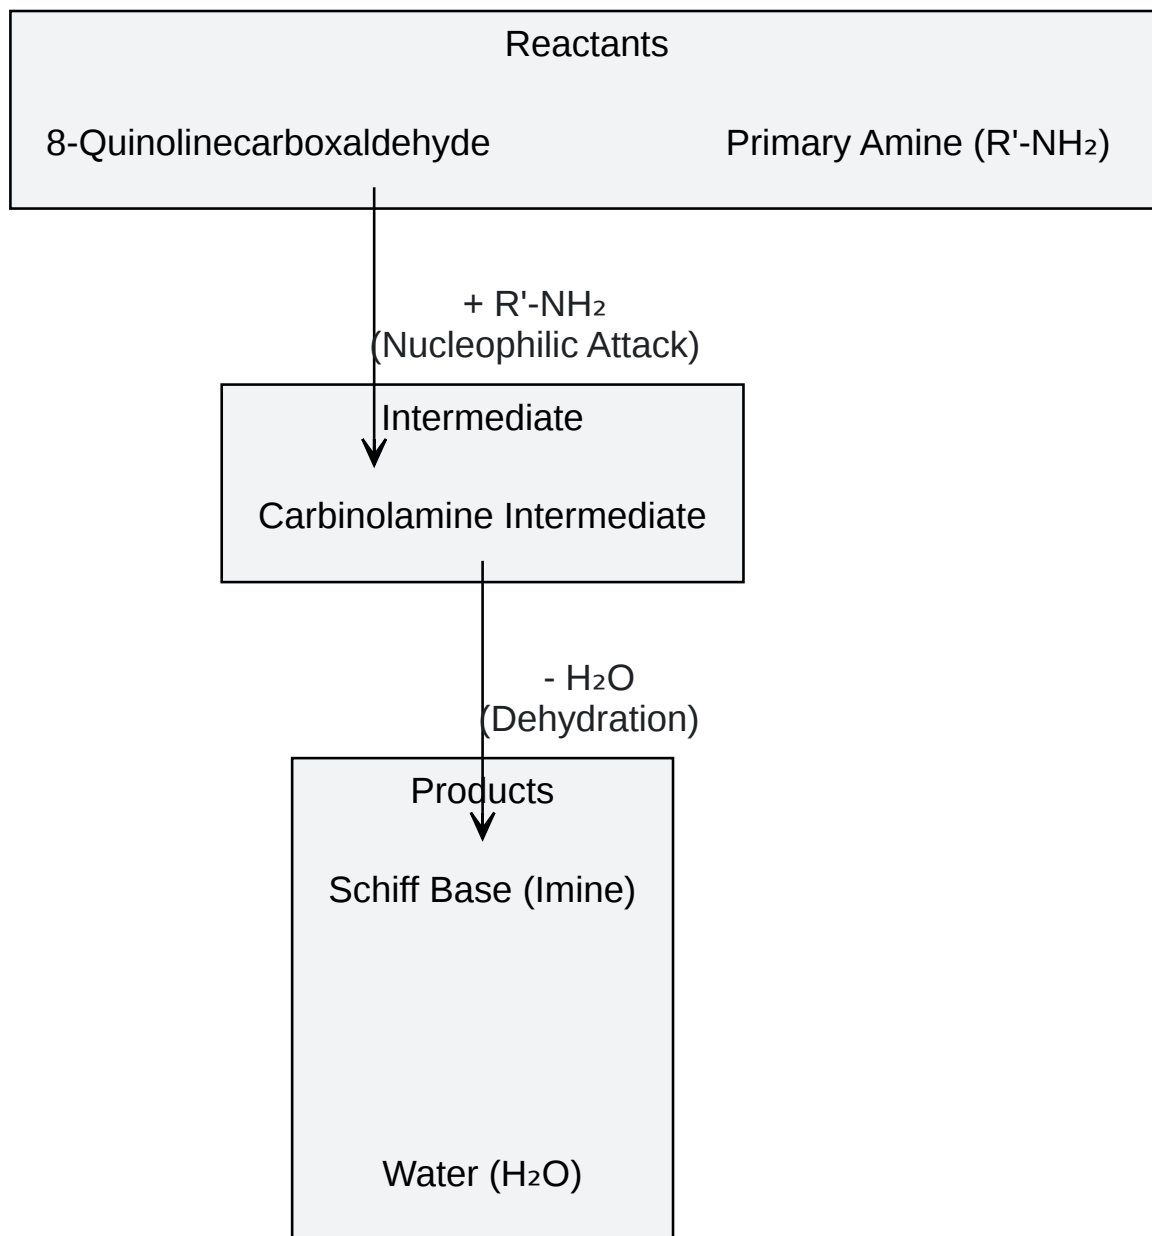 Reactants
8-Quinolinecarboxaldehyde
Primary Amine (R'-NH₂)
+ R'-NH₂
(Nucleophilic Attack)
Intermediate
Carbinolamine Intermediate
- H₂O
(Dehydration)
Products
Schiff Base (Imine)
Water (H₂O)